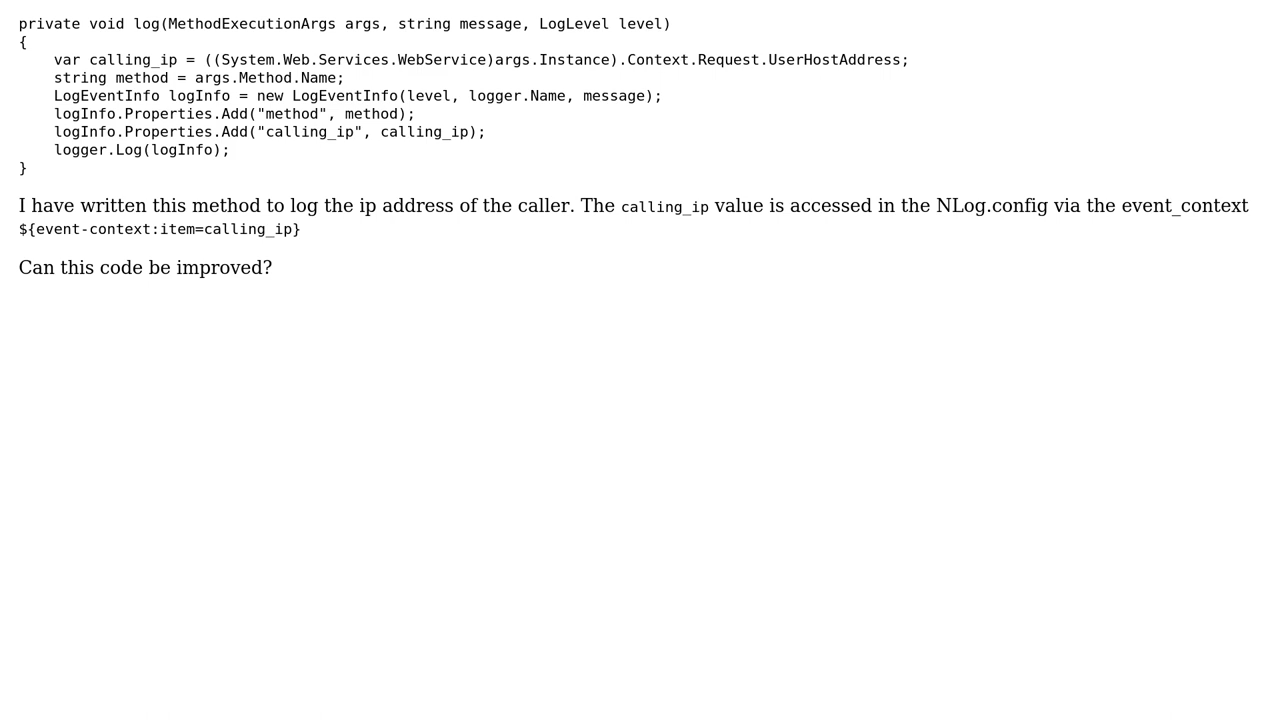 private void log(MethodExecutionArgs args, string message, LogLevel level)
{
    var calling_ip = ((System.Web.Services.WebService)args.Instance).Context.Request.UserHostAddress;
    string method = args.Method.Name;
    LogEventInfo logInfo = new LogEventInfo(level, logger.Name, message);
    logInfo.Properties.Add("method", method);
    logInfo.Properties.Add("calling_ip", calling_ip);
    logger.Log(logInfo);
}
I have written this method to log the ip address of the caller. The calling_ip value is accessed in the NLog.config via the event_context
${event-context:item=calling_ip}
Can this code be improved?